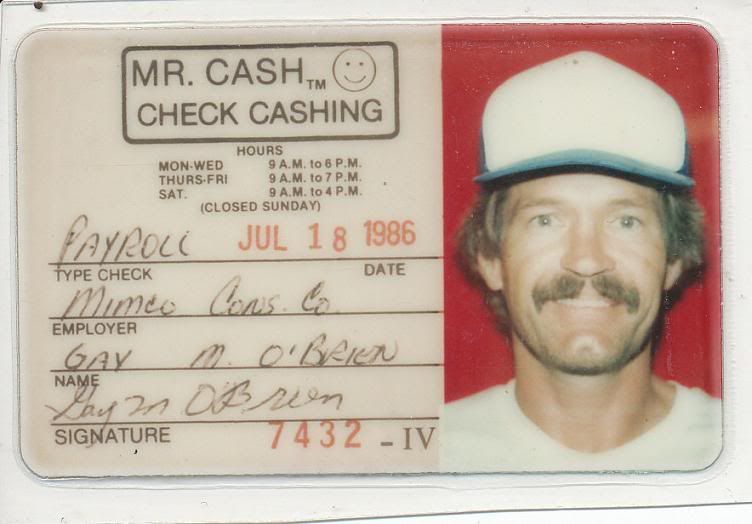 MR. CASH TM
CHECK CASHING
HOURS
MON-WED 9 A.M. to 6 P.M.
THURS-FRI 9 A.M. to 7 P.M.
SAT. 9 A.M. to 4 P.M.
(CLOSED SUNDAY)
PAYROLL JUL 18 1986
TYPE CHECK DATE
MIMCO CONS. CO.
EMPLOYER
GAY M. O'BRIEN
NAME
Gay M O'Brien
SIGNATURE 7432 - IV